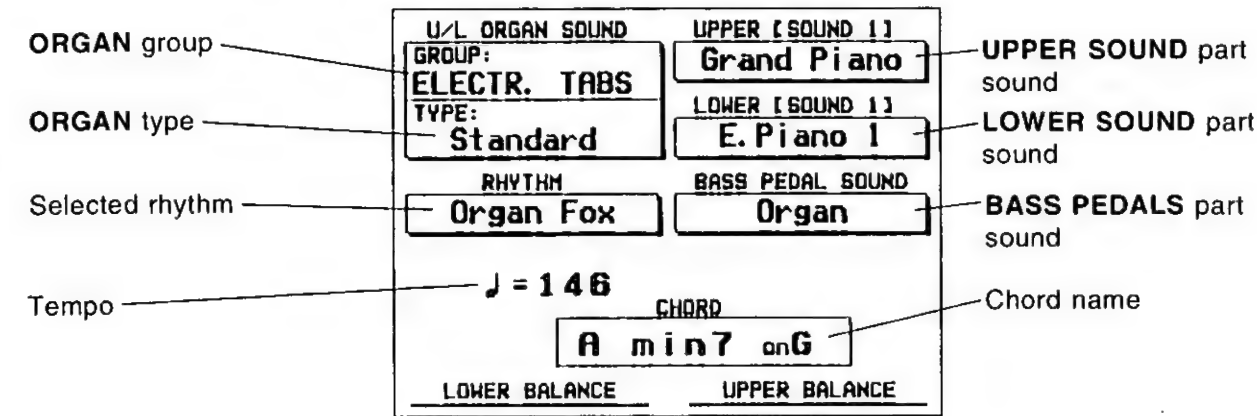 U/L ORGAN SOUND
GROUP:
ELECTR. TABS
TYPE:
Standard
UPPER [SOUND 1]
Grand Piano
LOWER [SOUND 1]
E.Piano 1
RHYTHM
Organ Fox
BASS PEDAL SOUND
Organ
♩=146
CHORD
A min7 onG
LOWER BALANCE
UPPER BALANCE
ORGAN group
ORGAN type
Selected rhythm
Tempo
UPPER SOUND part
sound
LOWER SOUND part
sound
BASS PEDALS part
sound
Chord name